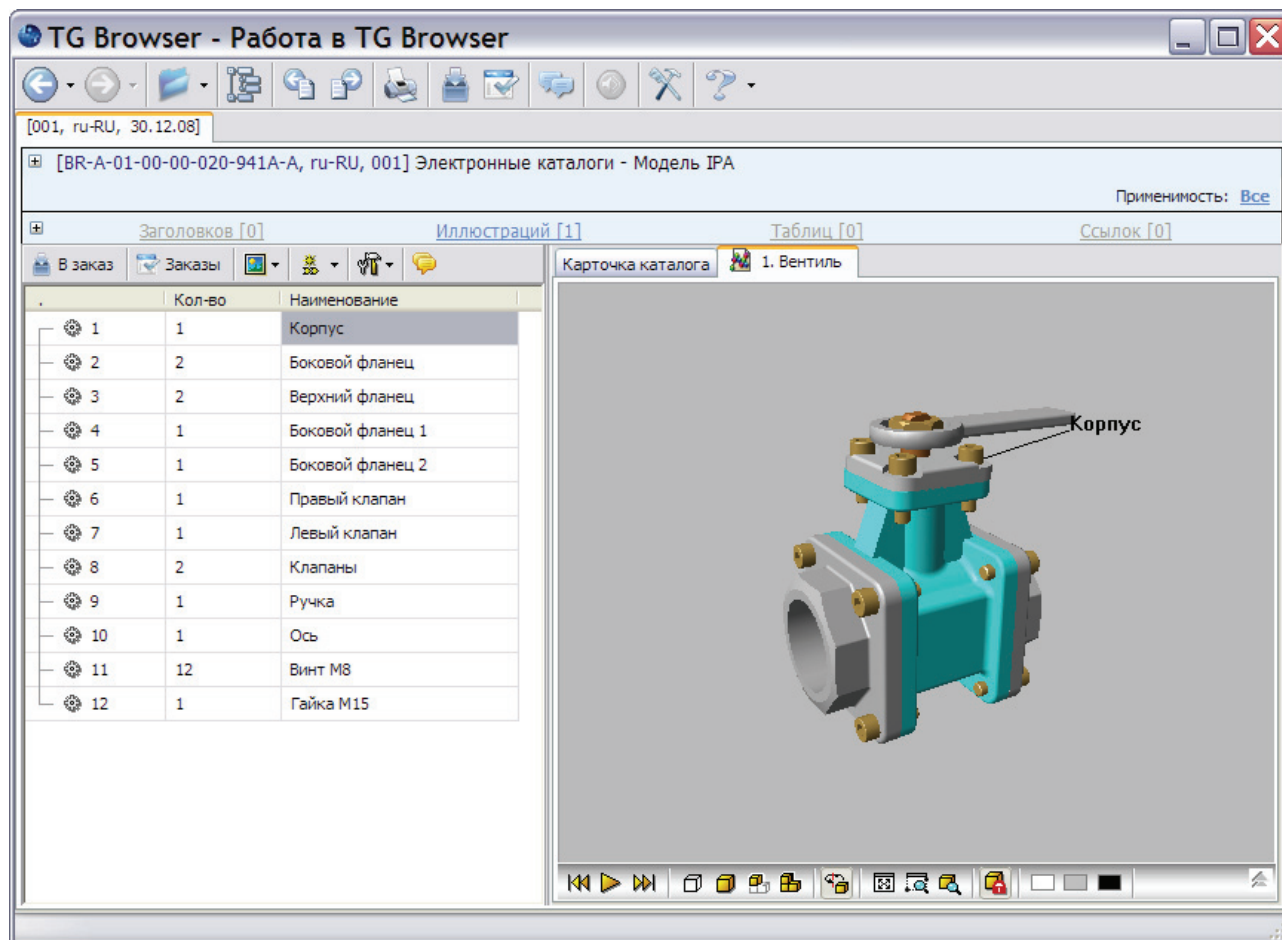 TG Browser - Работа в TG Browser
[001, ru-RU, 30.12.08]
[BR-A-01-00-00-020-941A-A, ru-RU, 001] Электронные каталоги - Модель IPA
Применимость: Все
Заголовков [0] Иллюстраций [1] Таблиц [0] Ссылок [0]
В заказ Заказы
Карточка каталога 1. Вентиль
. Кол-во Наименование
1 1 Корпус
2 2 Боковой фланец
3 2 Верхний фланец
4 1 Боковой фланец 1
5 1 Боковой фланец 2
6 1 Правый клапан
7 1 Левый клапан
8 2 Клапаны
9 1 Ручка
10 1 Ось
11 12 Винт М8
12 1 Гайка М15
Корпус